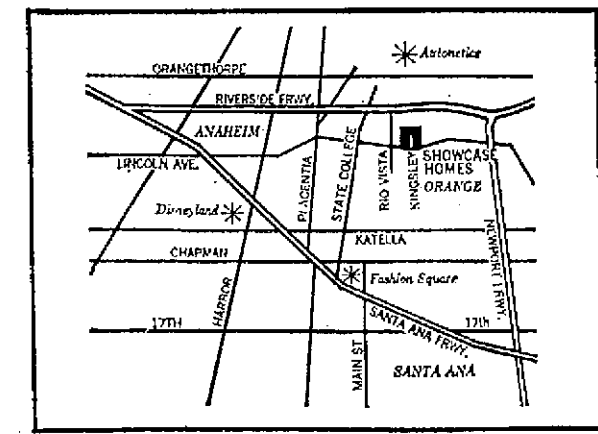 Autonetics
ORANGETHORPE
RIVERSIDE FRWY.
ANAHEIM
LINCOLN AVE.
PLACENTIA
STATE COLLEGE
RIO VISTA
KINGSLEY
SHOWCASE
HOMES
ORANGE
Disneyland
KATELLA
CHAPMAN
NEWPORT FRWY.
HARBOR
Fashion Square
17TH
SANTA ANA FRWY.
17th
MAIN ST
SANTA ANA